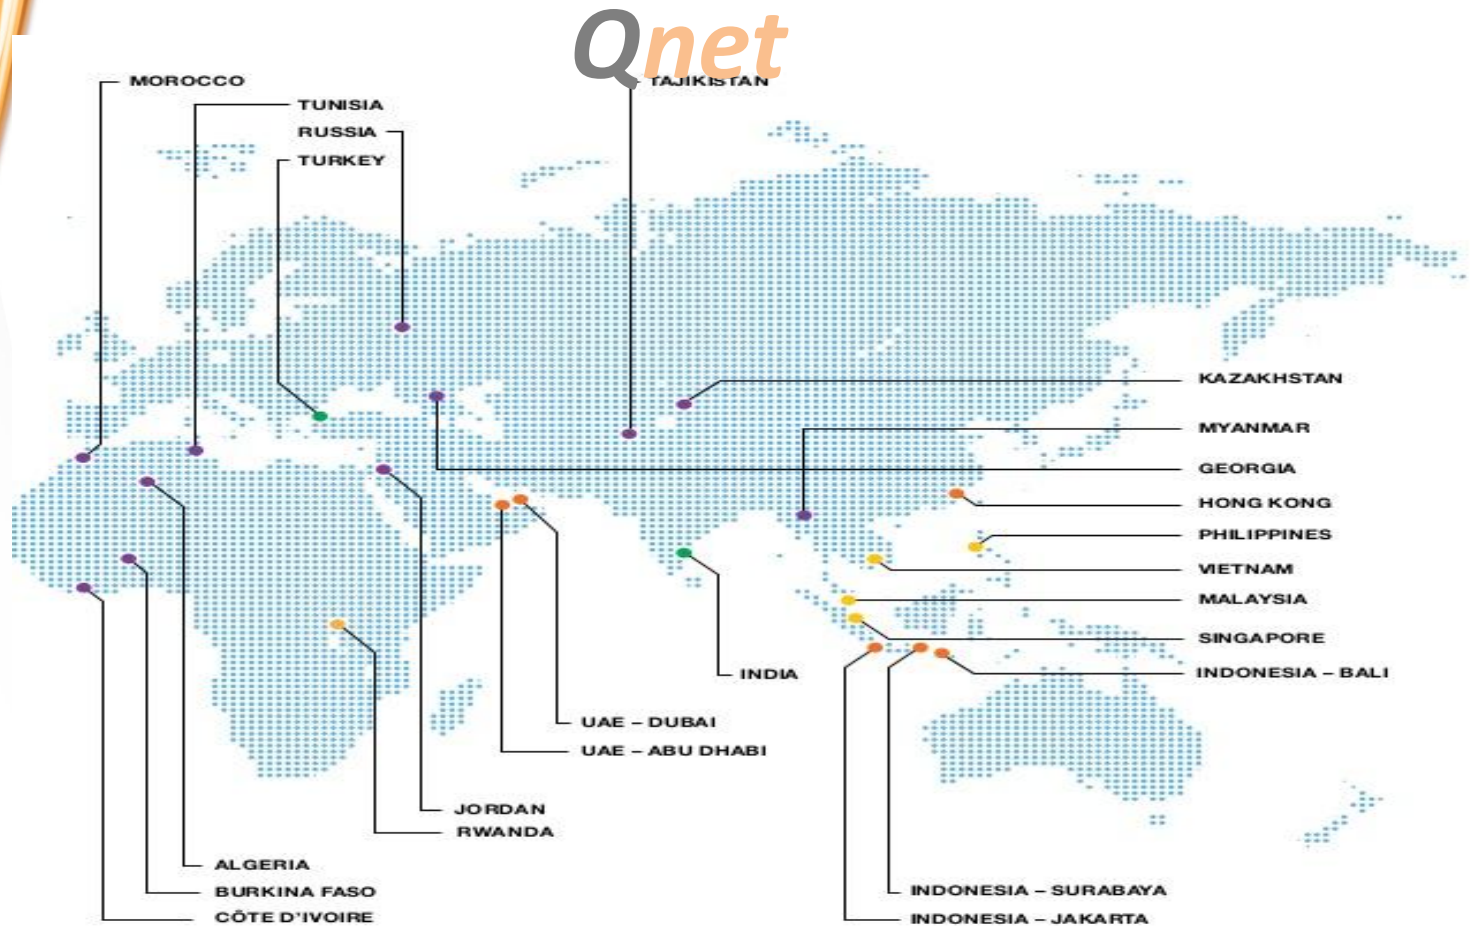 Qnet
MOROCCO
TAJIKISTAN
TUNISIA
RUSSIA
TURKEY
KAZAKHSTAN
MYANMAR
GEORGIA
HONG KONG
PHILIPPINES
VIETNAM
MALAYSIA
SINGAPORE
INDONESIA – BALI
INDIA
UAE – DUBAI
UAE – ABU DHABI
JORDAN
RWANDA
ALGERIA
BURKINA FASO
CÔTE D'IVOIRE
INDONESIA – SURABAYA
INDONESIA – JAKARTA